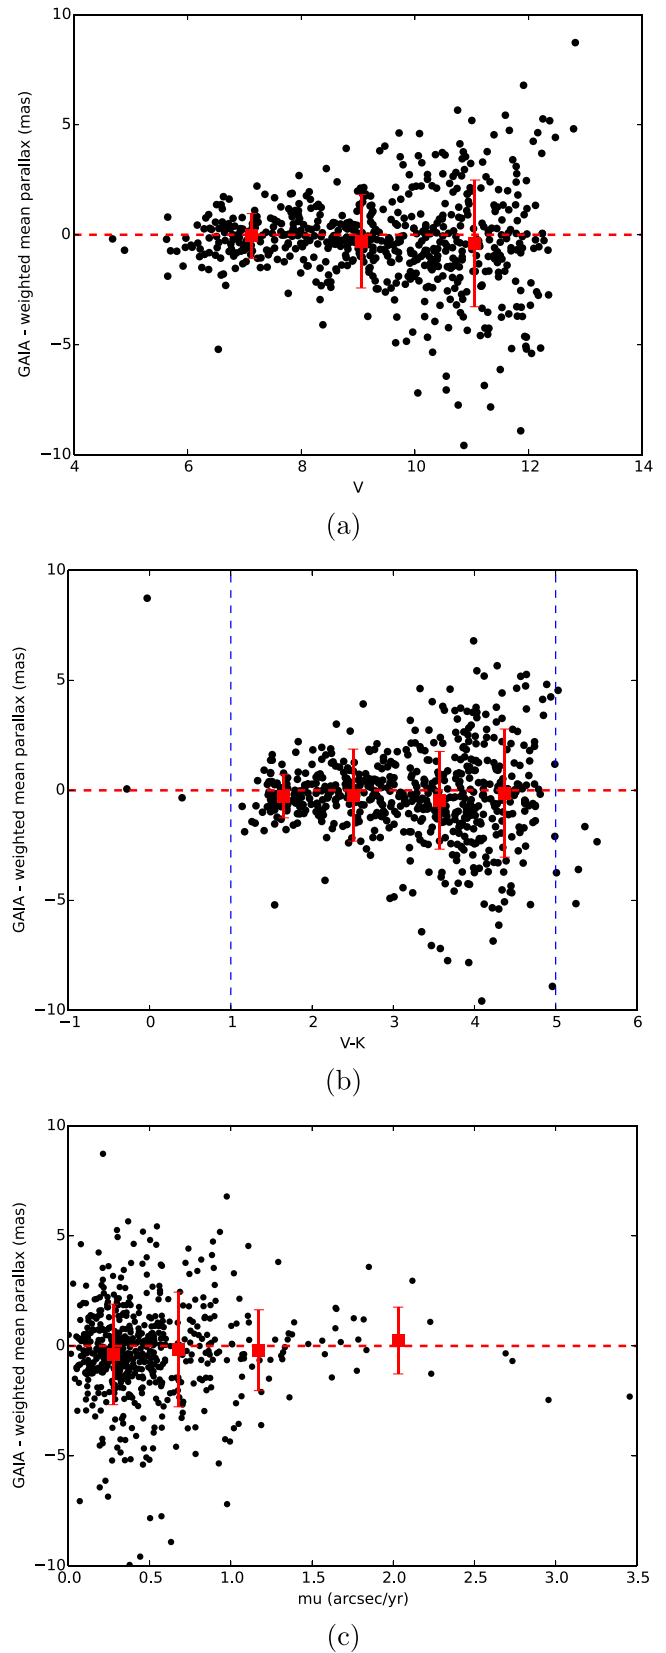 10
5
0
−5
−10
GAIA - weighted mean parallax (mas)
4 6 8 10 12 14
V
(a)
10
5
0
−5
−10
GAIA - weighted mean parallax (mas)
−1 0 1 2 3 4 5 6
V-K
(b)
10
5
0
−5
−10
GAIA - weighted mean parallax (mas)
0.0 0.5 1.0 1.5 2.0 2.5 3.0 3.5
mu (arcsec/yr)
(c)